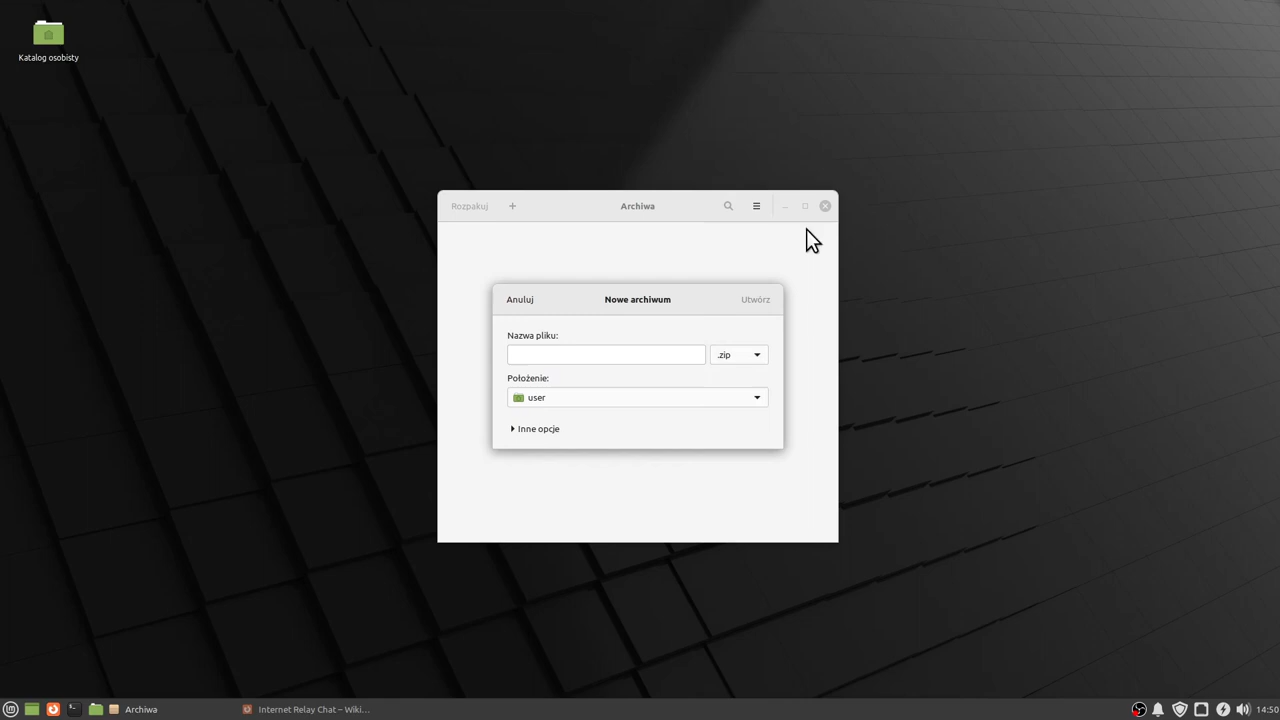 Katalog osobisty
Rozpakuj
Archiwa
Anuluj
Nowe archiwum
Utwórz
Nazwa pliku:
.zip
Położenie:
user
Inne opcje
Archiwa
Internet Relay Chat – Wiki...
14:50